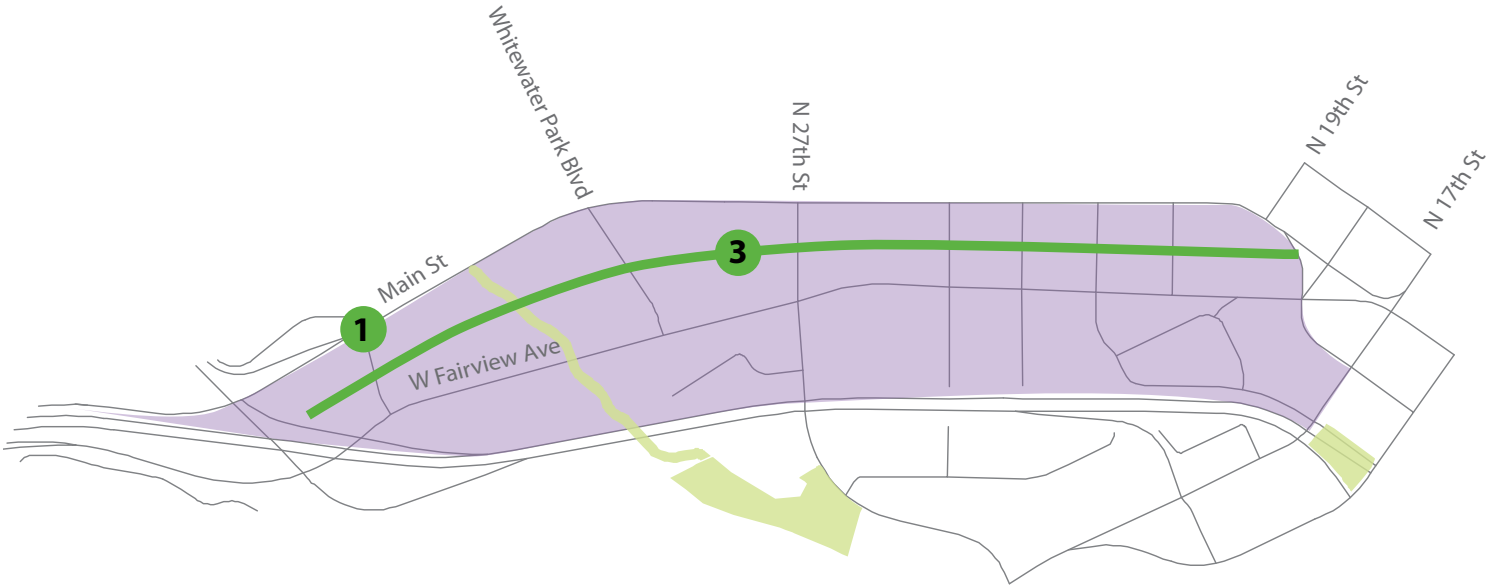 Whitewater Park Blvd
N 27th St
N 19th St
N 17th St
Main St
1
3
W Fairview Ave